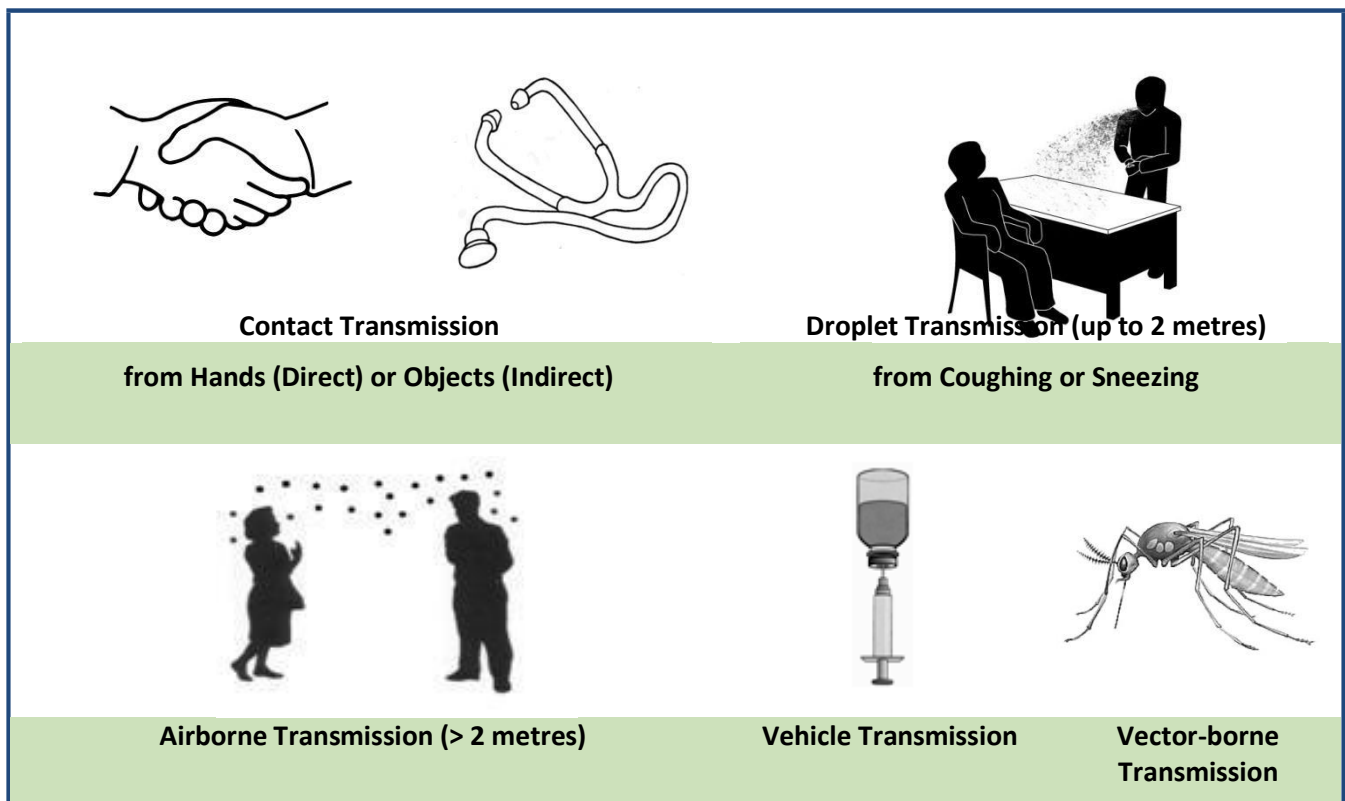 Contact Transmission
Droplet Transmission (up to 2 metres)
from Hands (Direct) or Objects (Indirect)
from Coughing or Sneezing
Airborne Transmission (> 2 metres)
Vehicle Transmission
Vector-borne
Transmission